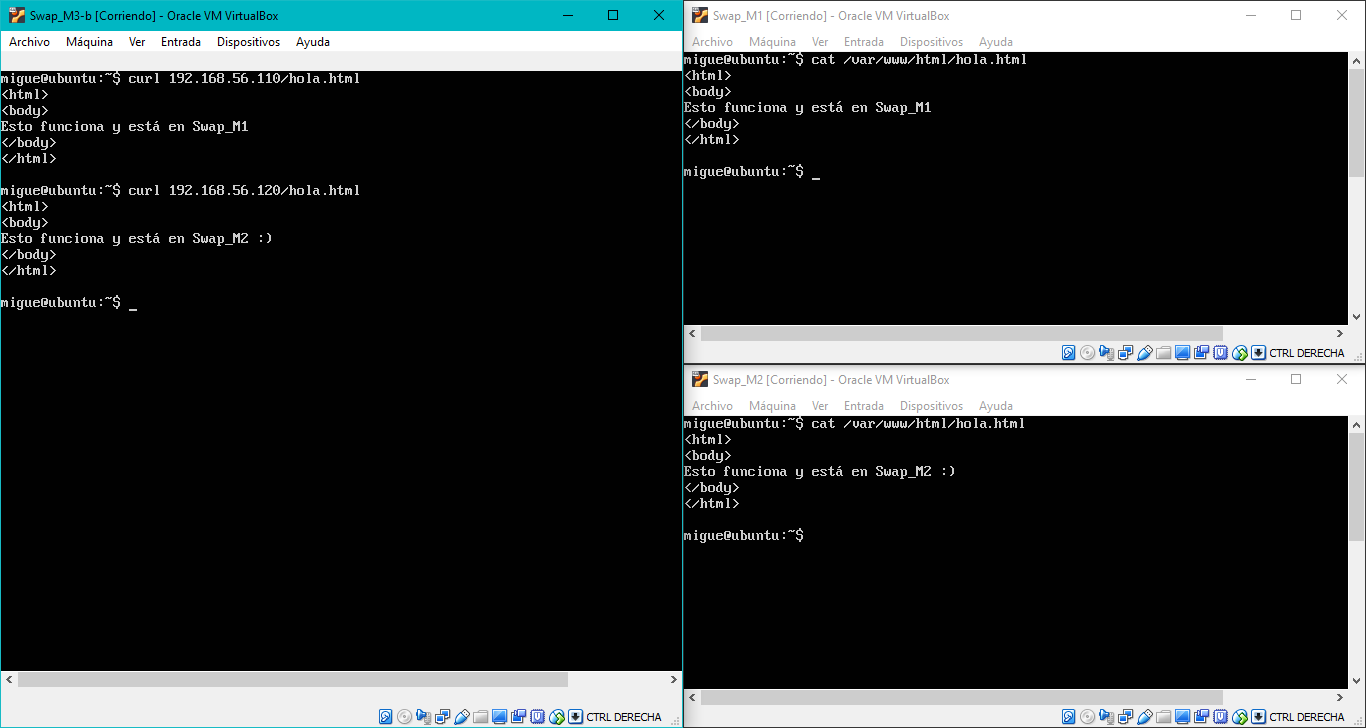 Swap_M3-b [Corriendo] - Oracle VM VirtualBox
Archivo Máquina Ver Entrada Dispositivos Ayuda
migue@ubuntu:~$ curl 192.168.56.110/hola.html
<html>
<body>
Esto funciona y está en Swap_M1
</body>
</html>
migue@ubuntu:~$ curl 192.168.56.120/hola.html
<html>
<body>
Esto funciona y está en Swap_M2 :)
</body>
</html>
migue@ubuntu:~$ _
CTRL DERECHA
Swap_M1 [Corriendo] - Oracle VM VirtualBox
Archivo Máquina Ver Entrada Dispositivos Ayuda
migue@ubuntu:~$ cat /var/www/html/hola.html
<html>
<body>
Esto funciona y está en Swap_M1
</body>
</html>
migue@ubuntu:~$ _
CTRL DERECHA
Swap_M2 [Corriendo] - Oracle VM VirtualBox
Archivo Máquina Ver Entrada Dispositivos Ayuda
migue@ubuntu:~$ cat /var/www/html/hola.html
<html>
<body>
Esto funciona y está en Swap_M2 :)
</body>
</html>
migue@ubuntu:~$
CTRL DERECHA